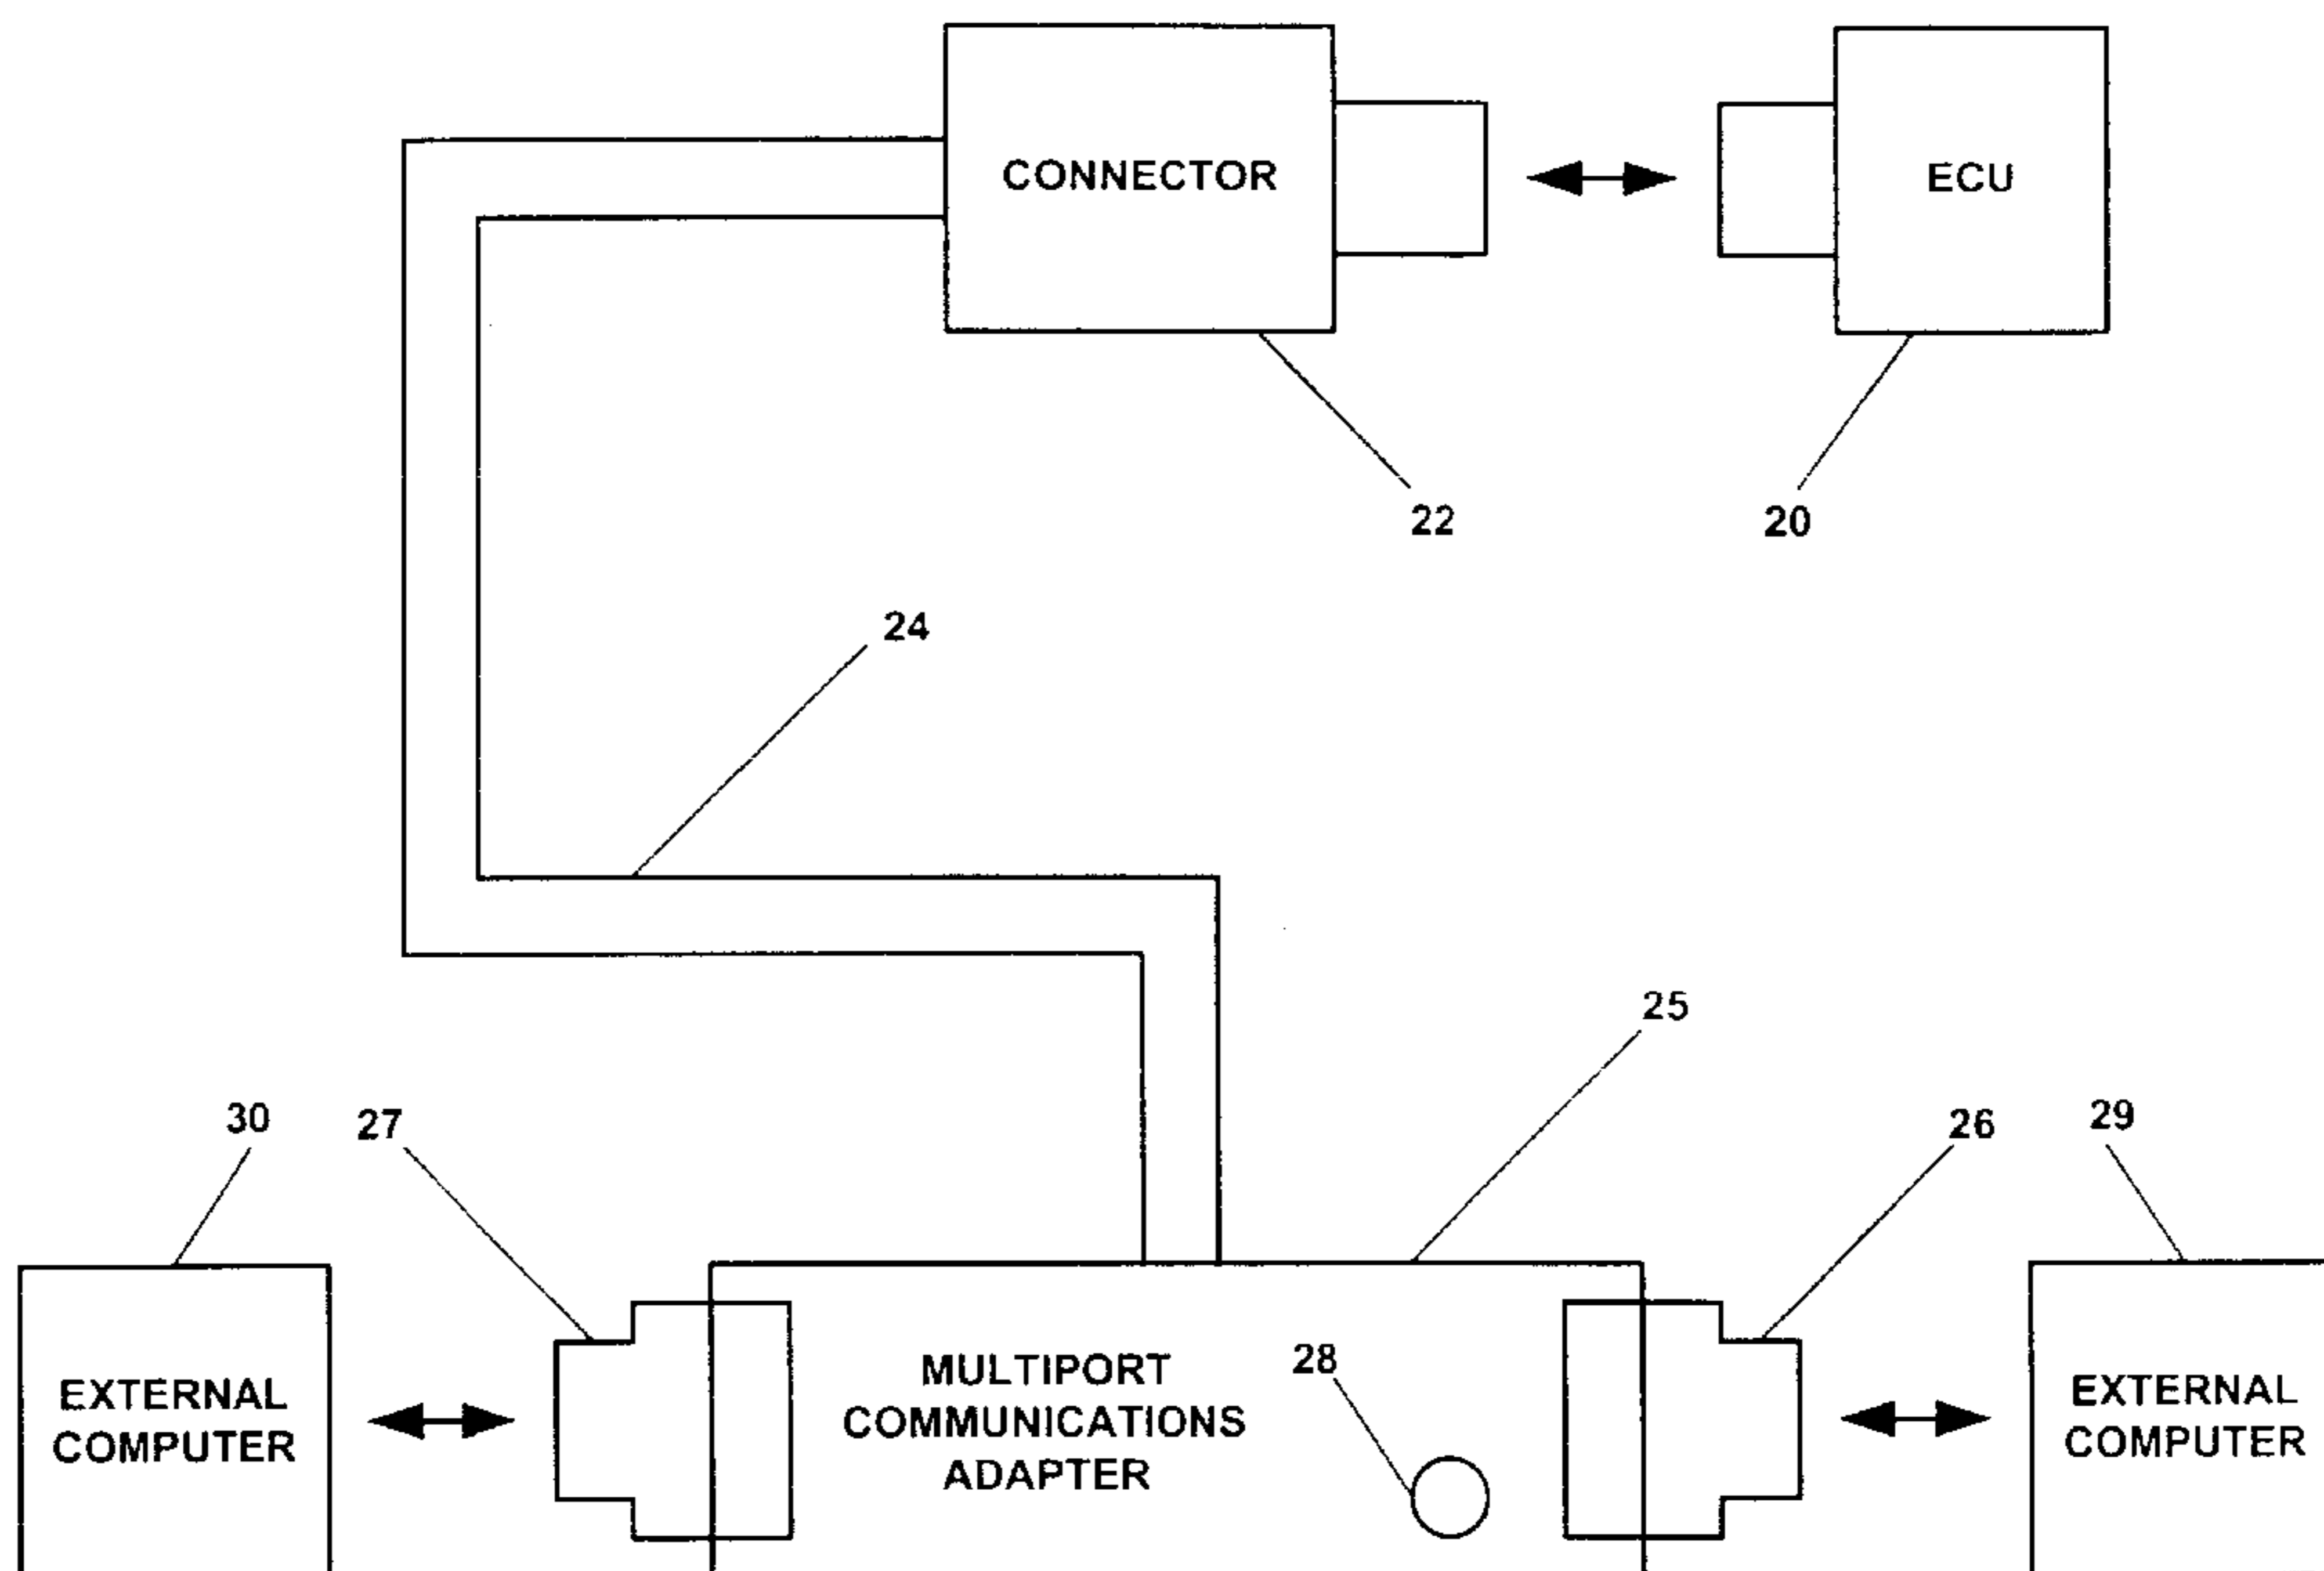 CONNECTOR
ECU
22
20
24
25
30
27
26
29
28
EXTERNAL
COMPUTER
MULTIPORT
COMMUNICATIONS
ADAPTER
EXTERNAL
COMPUTER